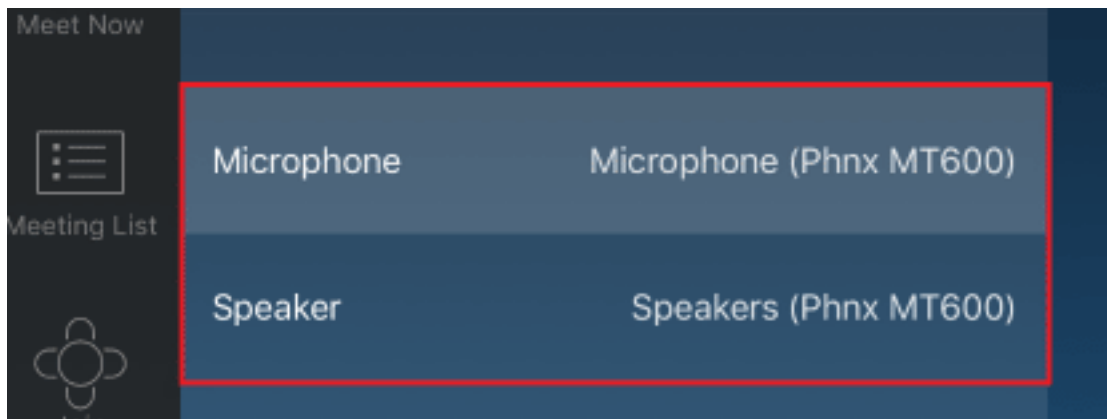 Meet Now
Microphone Microphone (Phnx MT600)
Meeting List
Speaker Speakers (Phnx MT600)